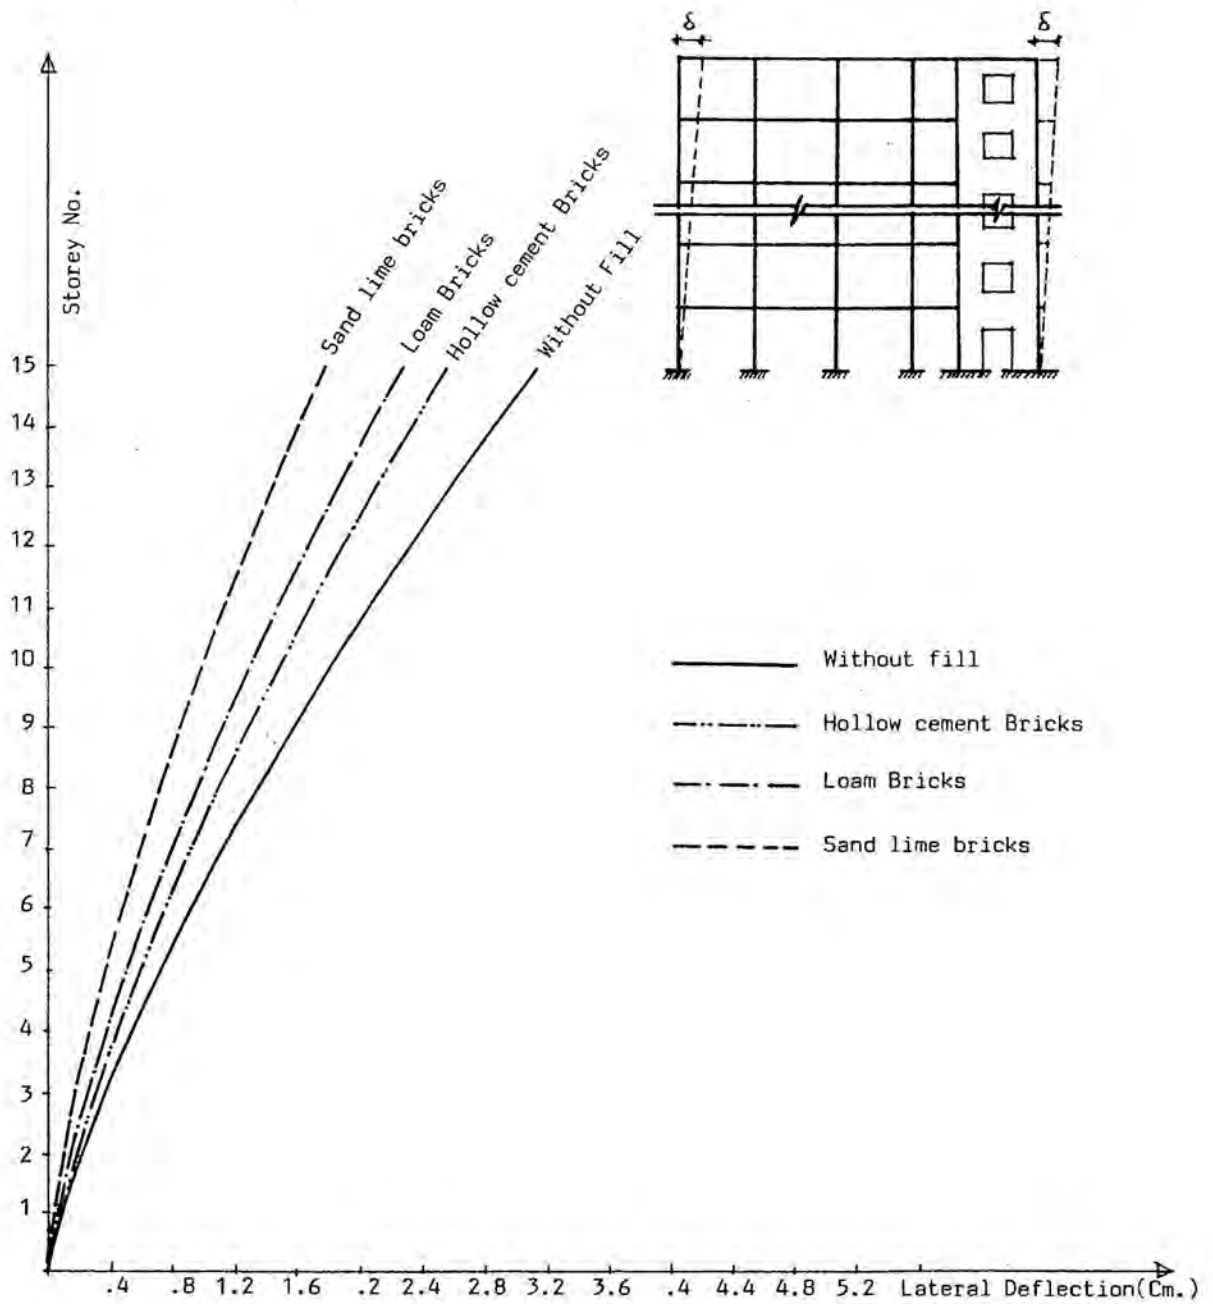 δ δ
Storey No.
Sand lime bricks
Loam Bricks
Hollow cement Bricks
Without Fill
15
14
13
12
11
10
9
8
7
6
5
4
3
2
1
Without fill
Hollow cement Bricks
Loam Bricks
Sand lime bricks
.4 .8 1.2 1.6 .2 2.4 2.8 3.2 3.6 .4 4.4 4.8 5.2 Lateral Deflection(Cm.)